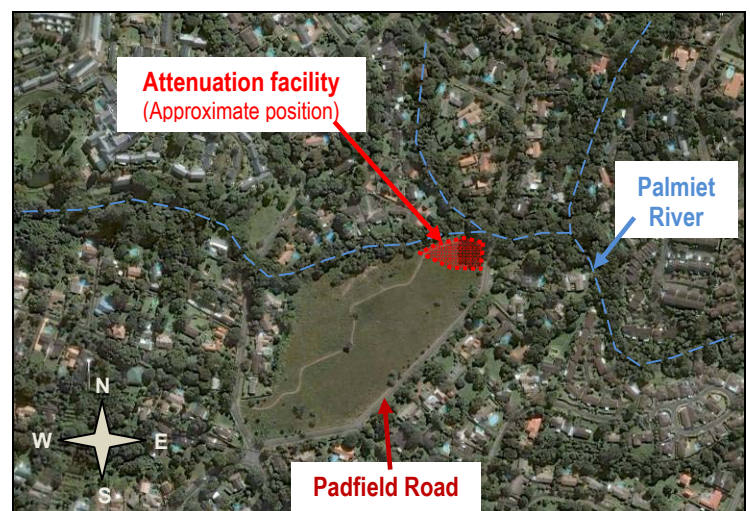 Attenuation facility
(Approximate position)
Palmiet
River
N
W
E
S
Padfield Road